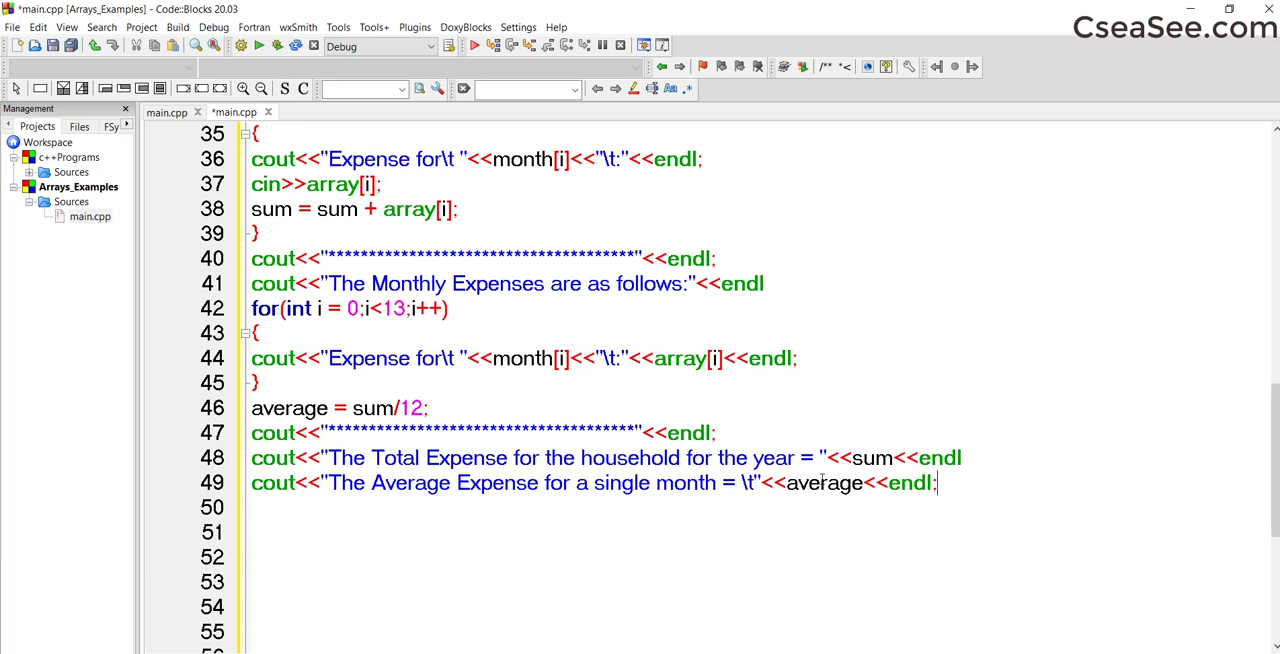 *main.cpp [Arrays_Examples] - Code::Blocks 20.03
CseaSee.com
File Edit View Search Project Build Debug Fortran wxSmith Tools Tools+ Plugins DoxyBlocks Settings Help
Debug
/** *<
S C
Aa .*
Management
Projects Files FSy
Workspace
c++Programs
Sources
Arrays_Examples
Sources
main.cpp
main.cpp *main.cpp
35 {
36 cout<<"Expense for\t "<<month[i]<<"\t:"<<endl;
37 cin>>array[i];
38 sum = sum + array[i];
39 }
40 cout<<"**************************************"<<endl;
41 cout<<"The Monthly Expenses are as follows:"<<endl
42 for(int i = 0;i<13;i++)
43 {
44 cout<<"Expense for\t "<<month[i]<<"\t:"<<array[i]<<endl;
45 }
46 average = sum/12;
47 cout<<"**************************************"<<endl;
48 cout<<"The Total Expense for the household for the year = "<<sum<<endl
49 cout<<"The Average Expense for a single month = \t"<<average<<endl;
50
51
52
53
54
55